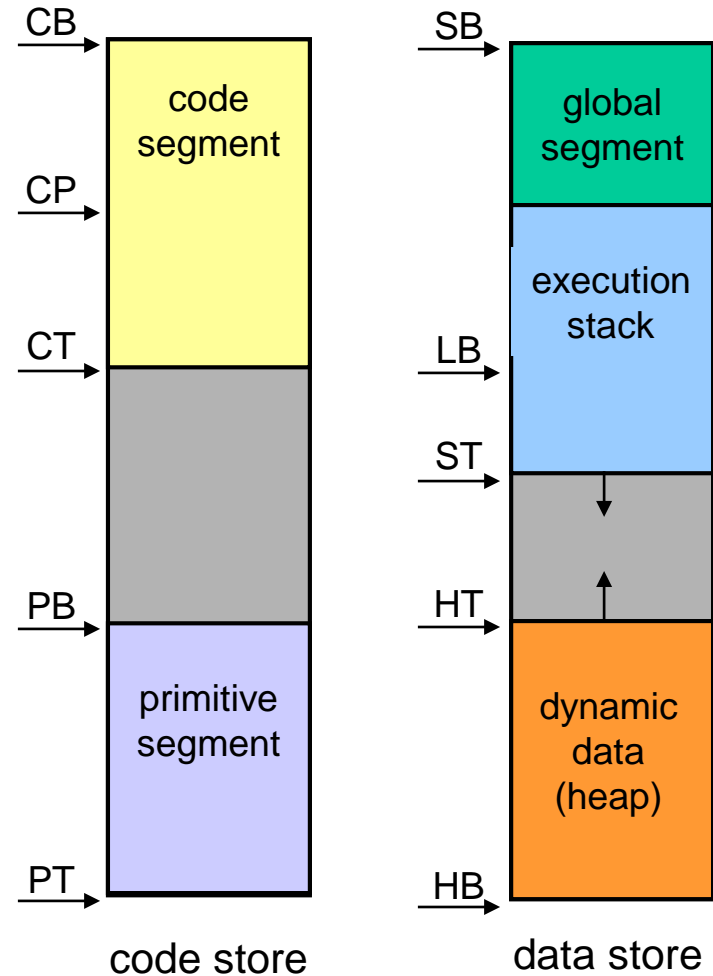 CB
code
segment
CP
CT
PB
primitive
segment
PT
code store
SB
global
segment
execution
stack
LB
ST
HT
dynamic
data
(heap)
HB
data store